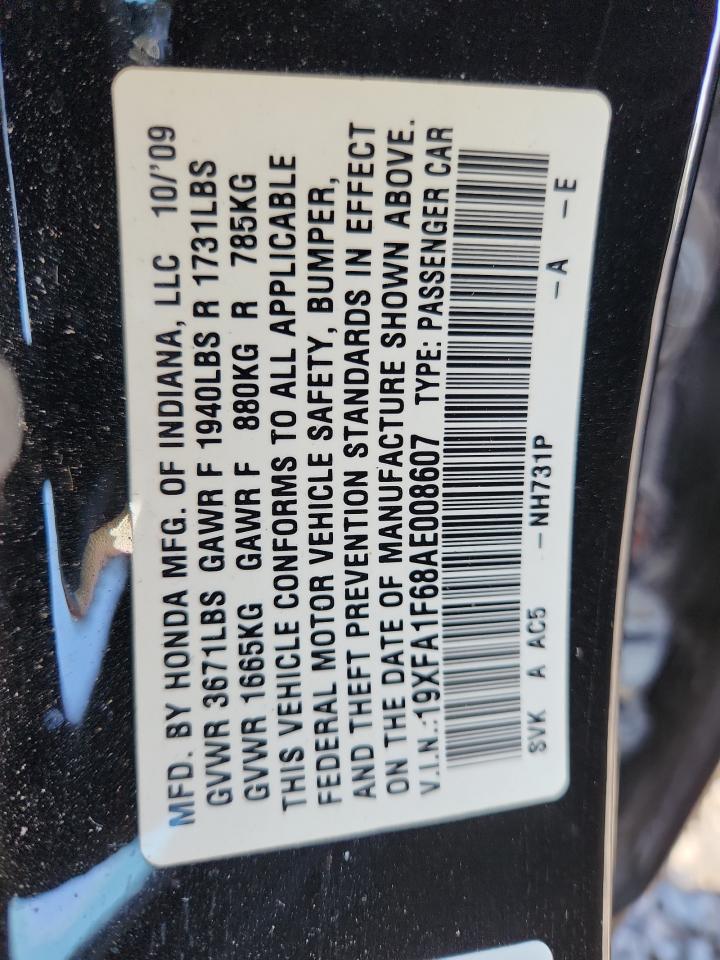 MFD. BY HONDA MFG. OF INDIANA, LLC 10/'09
GVWR 3671LBS GAWR F 1940LBS R 1731LBS
GVWR 1665KG GAWR F 880KG R 785KG
THIS VEHICLE CONFORMS TO ALL APPLICABLE
FEDERAL MOTOR VEHICLE SAFETY, BUMPER,
AND THEFT PREVENTION STANDARDS IN EFFECT
ON THE DATE OF MANUFACTURE SHOWN ABOVE.
V.I.N.:19XFA1F68AE008607 TYPE: PASSENGER CAR
SVK A AC5 -NH731P -A -E